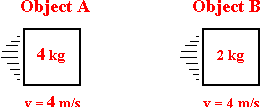 Object A
Object B
4 kg
2 kg
v = 4 m/s
v = 4 m/s